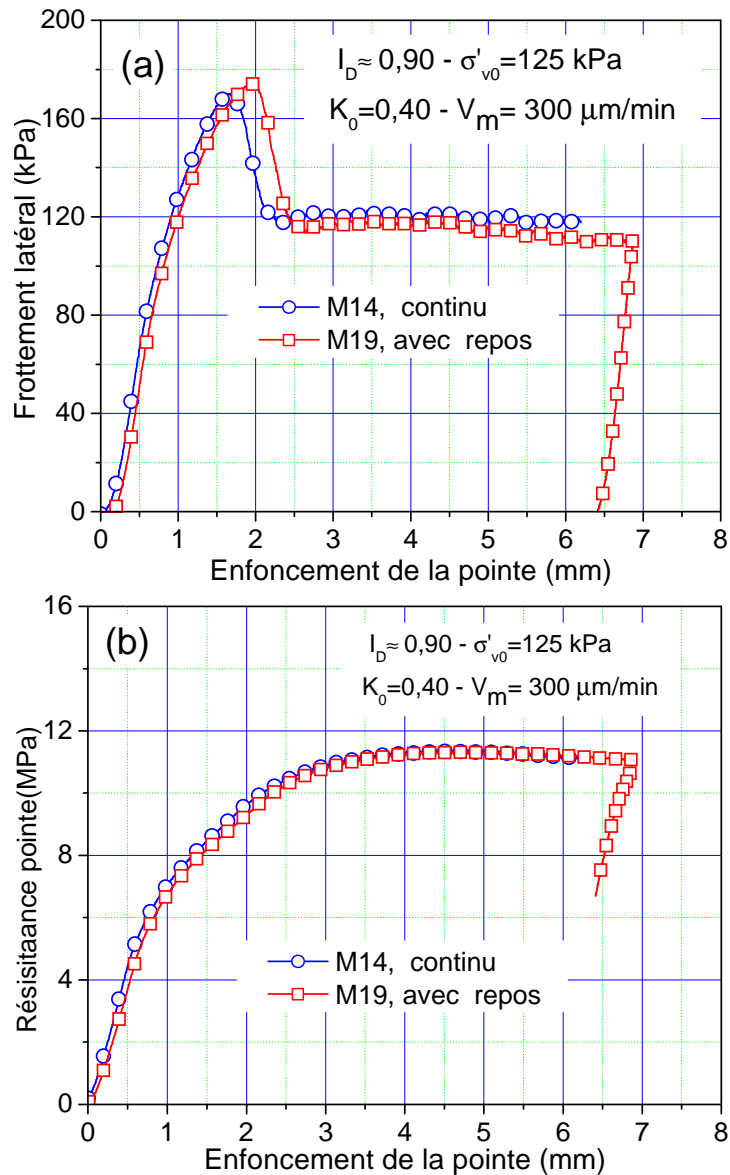 (a)
I_D≈ 0,90 - σ'_v0=125 kPa
K_0=0,40 - V_m= 300 μm/min
Frottement latéral (kPa)
200
160
120
80
40
0
M14, continu
M19, avec repos
0 1 2 3 4 5 6 7 8
Enfoncement de la pointe (mm)
(b)
I_D≈ 0,90 - σ'_v0=125 kPa
K_0=0,40 - V_m= 300 μm/min
Résisitaance pointe(MPa)
16
12
8
4
0
M14, continu
M19, avec repos
0 1 2 3 4 5 6 7 8
Enfoncement de la pointe (mm)